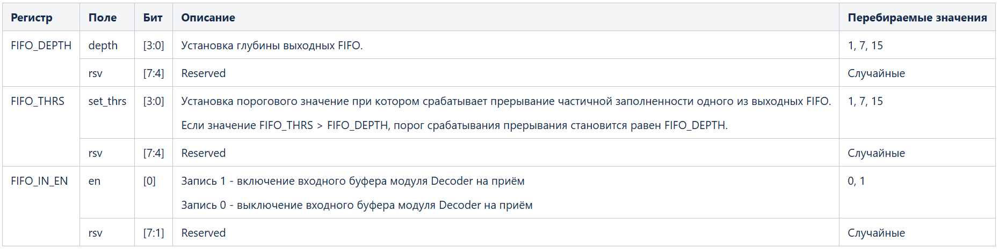 Регистр Поле Бит Описание Перебираемые значения
FIFO_DEPTH depth [3:0] Установка глубины выходных FIFO. 1, 7, 15
rsv [7:4] Reserved Случайные
FIFO_THRS set_thrs [3:0] Установка порогового значение при котором срабатывает прерывание частичной заполненности одного из выходных FIFO. 1, 7, 15
Если значение FIFO_THRS > FIFO_DEPTH, порог срабатывания прерывания становится равен FIFO_DEPTH.
rsv [7:4] Reserved Случайные
FIFO_IN_EN en [0] Запись 1 - включение входного буфера модуля Decoder на приём 0, 1
Запись 0 - выключение входного буфера модуля Decoder на приём
rsv [7:1] Reserved Случайные